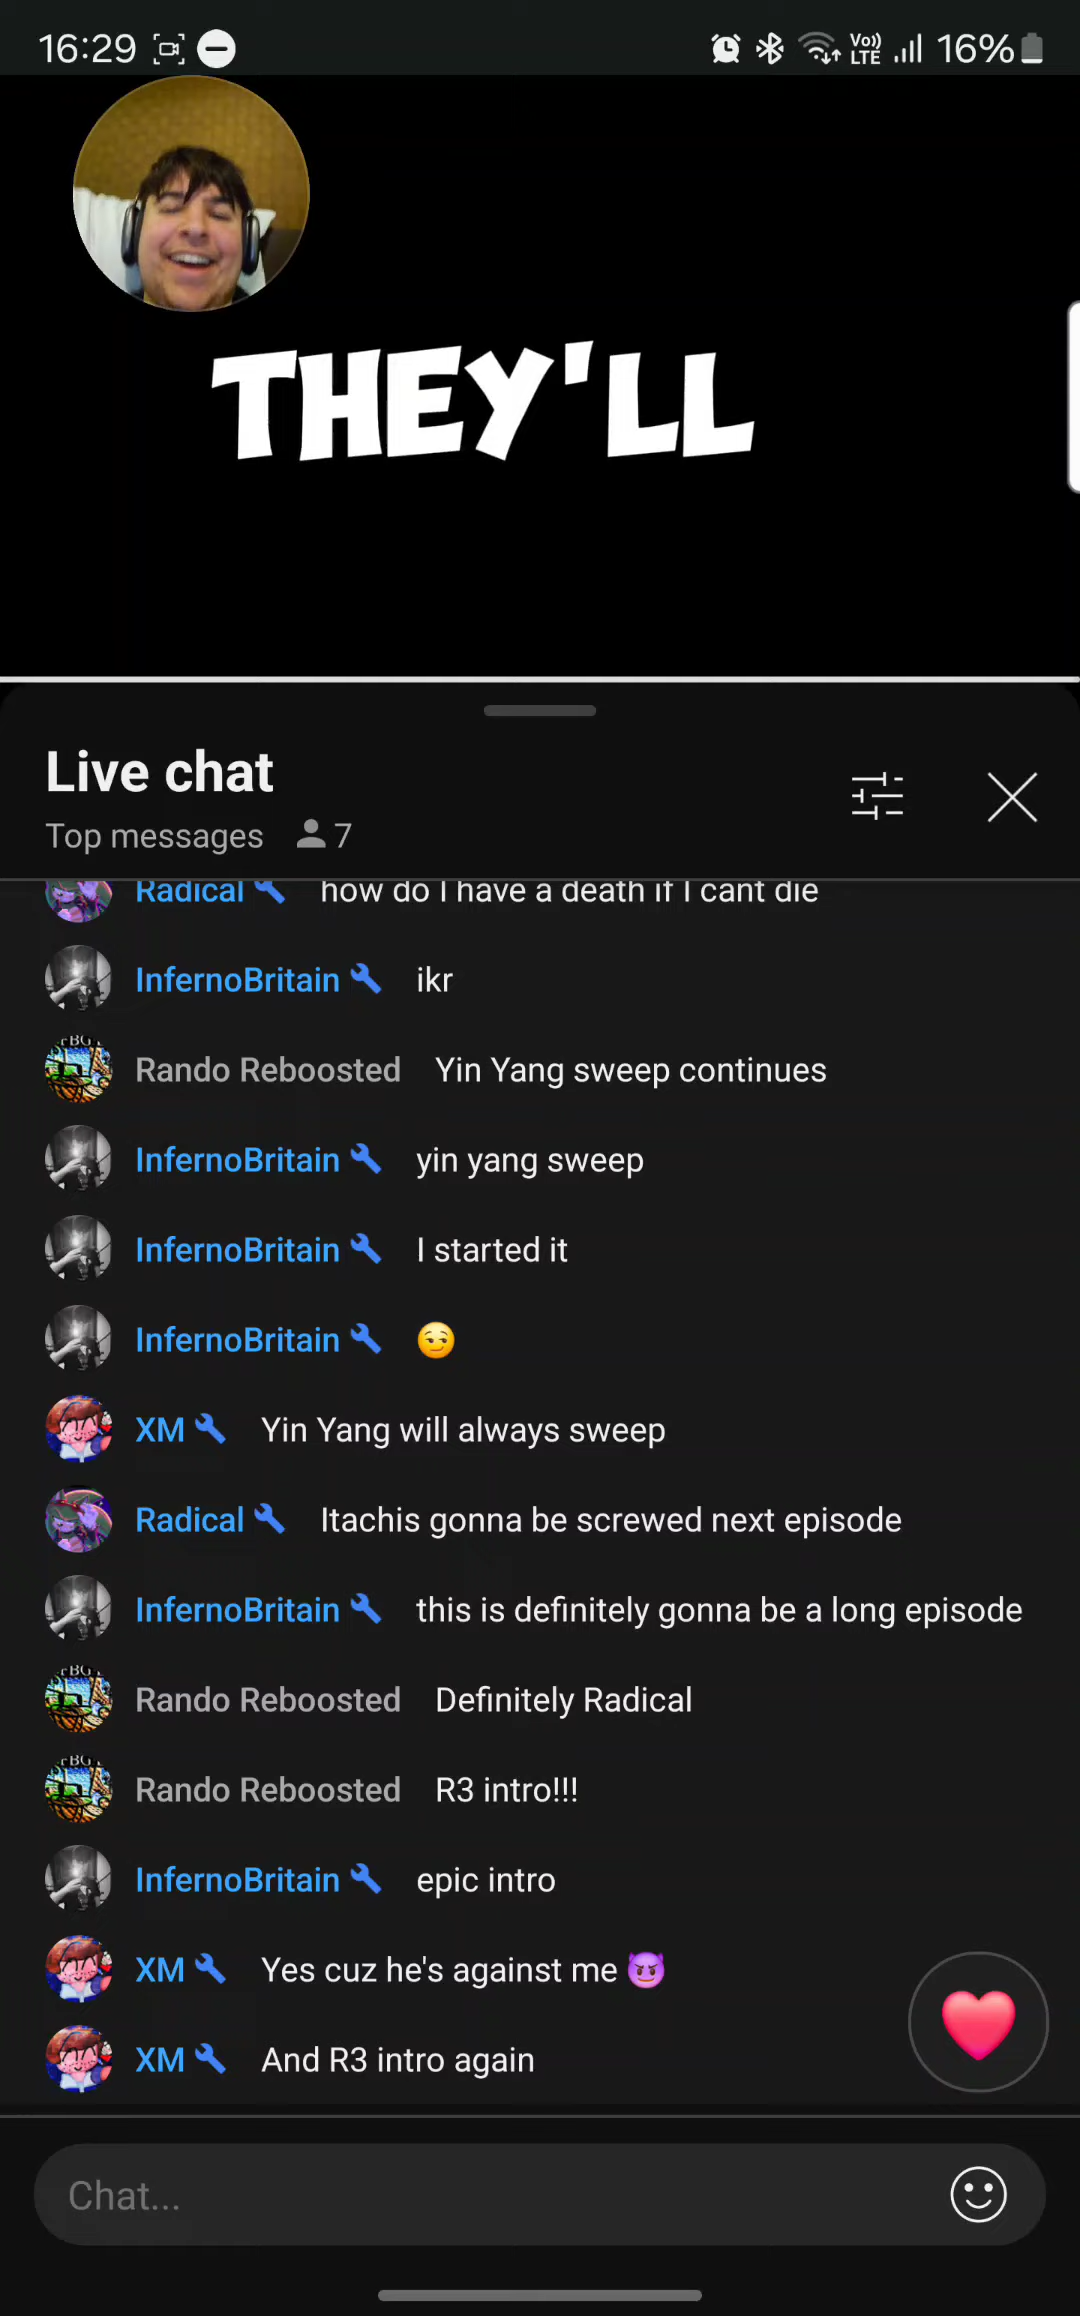 16:29
Vo)) LTE
16%
THEY'LL
Live chat
Top messages 7
Radical how do I have a death if I cant die
InfernoBritain ikr
Rando Reboosted Yin Yang sweep continues
InfernoBritain yin yang sweep
InfernoBritain I started it
InfernoBritain 😏
XM Yin Yang will always sweep
Radical Itachis gonna be screwed next episode
InfernoBritain this is definitely gonna be a long episode
Rando Reboosted Definitely Radical
Rando Reboosted R3 intro!!!
InfernoBritain epic intro
XM Yes cuz he's against me 😈
XM And R3 intro again
Chat...